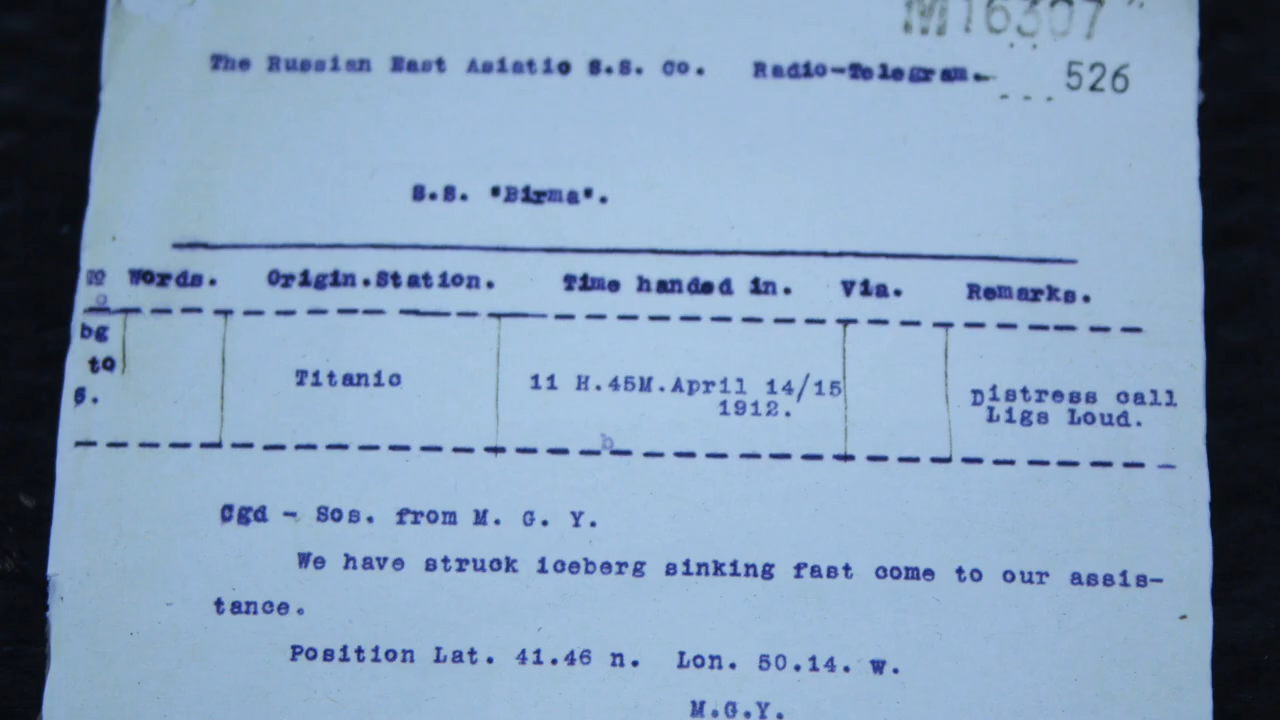 M16307 "
The Russian East Asiatic S.S. Co. Radio-Telegram.
526
S.S. "Birma".
No Words. Origin.Station. Time handed in. Via. Remarks.
bg
to
6.
Titanic
11 H.45M.April 14/15
1912.
Distress call
Ligs Loud.
Cgd - Sos. from M. G. Y.
We have struck iceberg sinking fast come to our assis-
tance.
Position Lat. 41.46 n. Lon. 50.14. w.
M.G.Y.